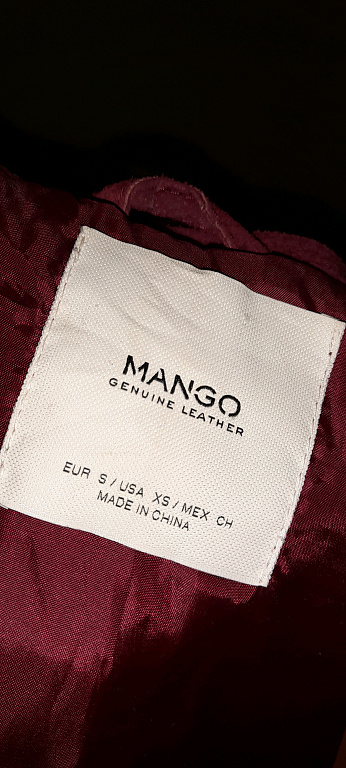 MANGO
GENUINE LEATHER
EUR S / USA XS / MEX CH
MADE IN CHINA